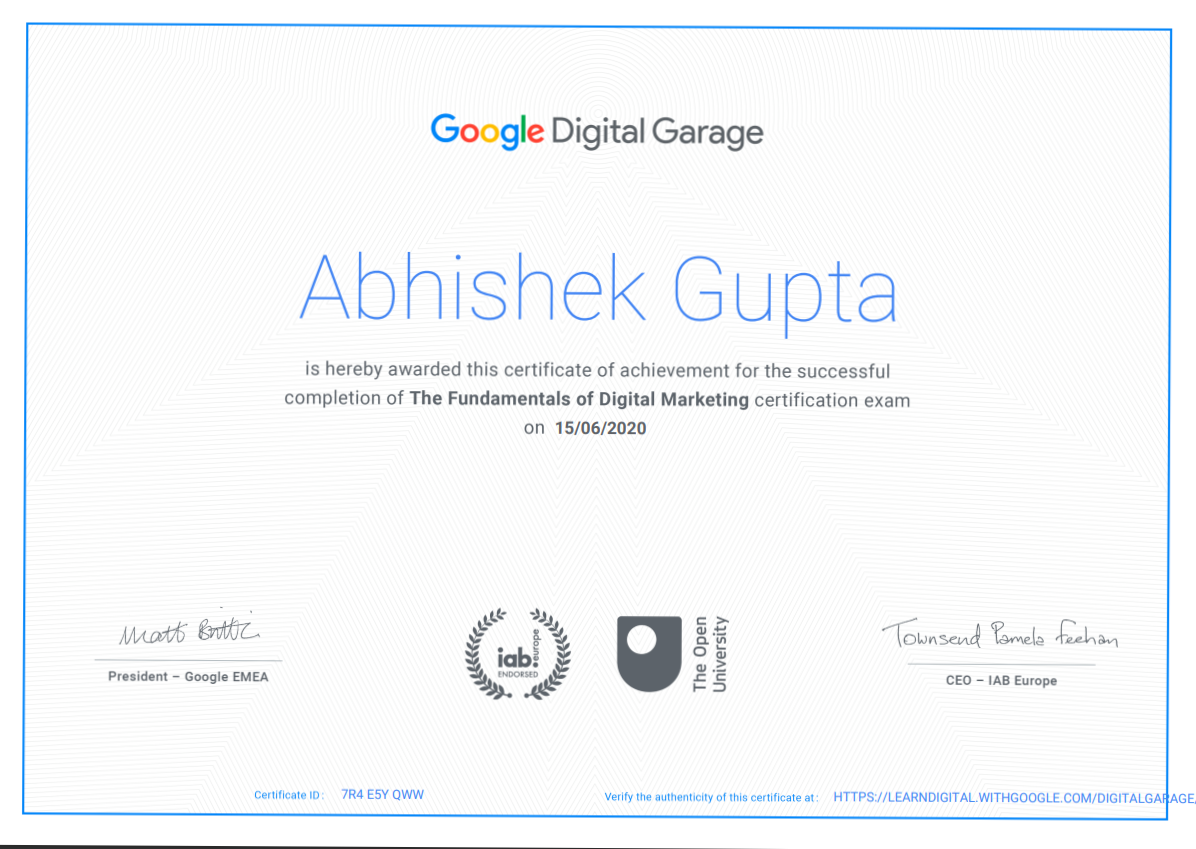 Google Digital Garage
Abhishek Gupta
is hereby awarded this certificate of achievement for the successful
completion of The Fundamentals of Digital Marketing certification exam
on 15/06/2020
Matt
President – Google EMEA
iab:europe
ENDORSED
The Open
University
Townsend Pamela Feehan
CEO – IAB Europe
Certificate ID: 7R4 E5Y QWW
Verify the authenticity of this certificate at: HTTPS://LEARNDIGITAL.WITHGOOGLE.COM/DIGITALGARAGE